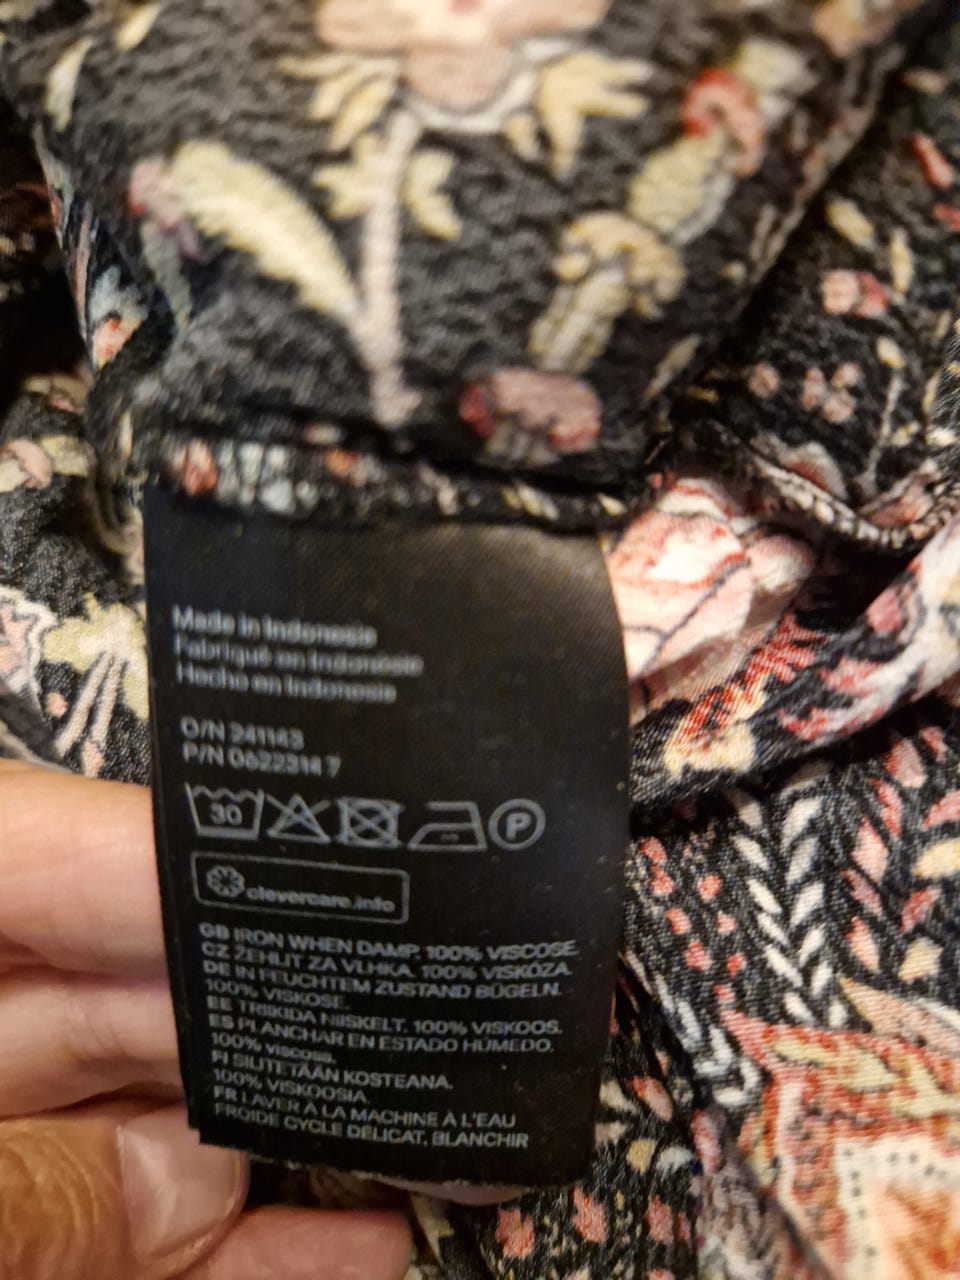 Made in Indonesia
Fabriqué en Indonésie
Hecho en Indonesia
O/N 241143
P/N 06223147
30 P
clevercare.info
GB IRON WHEN DAMP. 100% VISCOSE.
CZ ŽEHLIT ZA VLHKA. 100% VISKÓZA.
DE IN FEUCHTEM ZUSTAND BÜGELN.
100% VISKOSE.
EE TRIIKIDA NIISKELT. 100% VISKOOS.
ES PLANCHAR EN ESTADO HÚMEDO.
100% viscosa.
FI SILITETÄÄN KOSTEANA.
100% VISKOOSIA.
FR LAVER À LA MACHINE À L'EAU
FROIDE CYCLE DÉLICAT, BLANCHIR